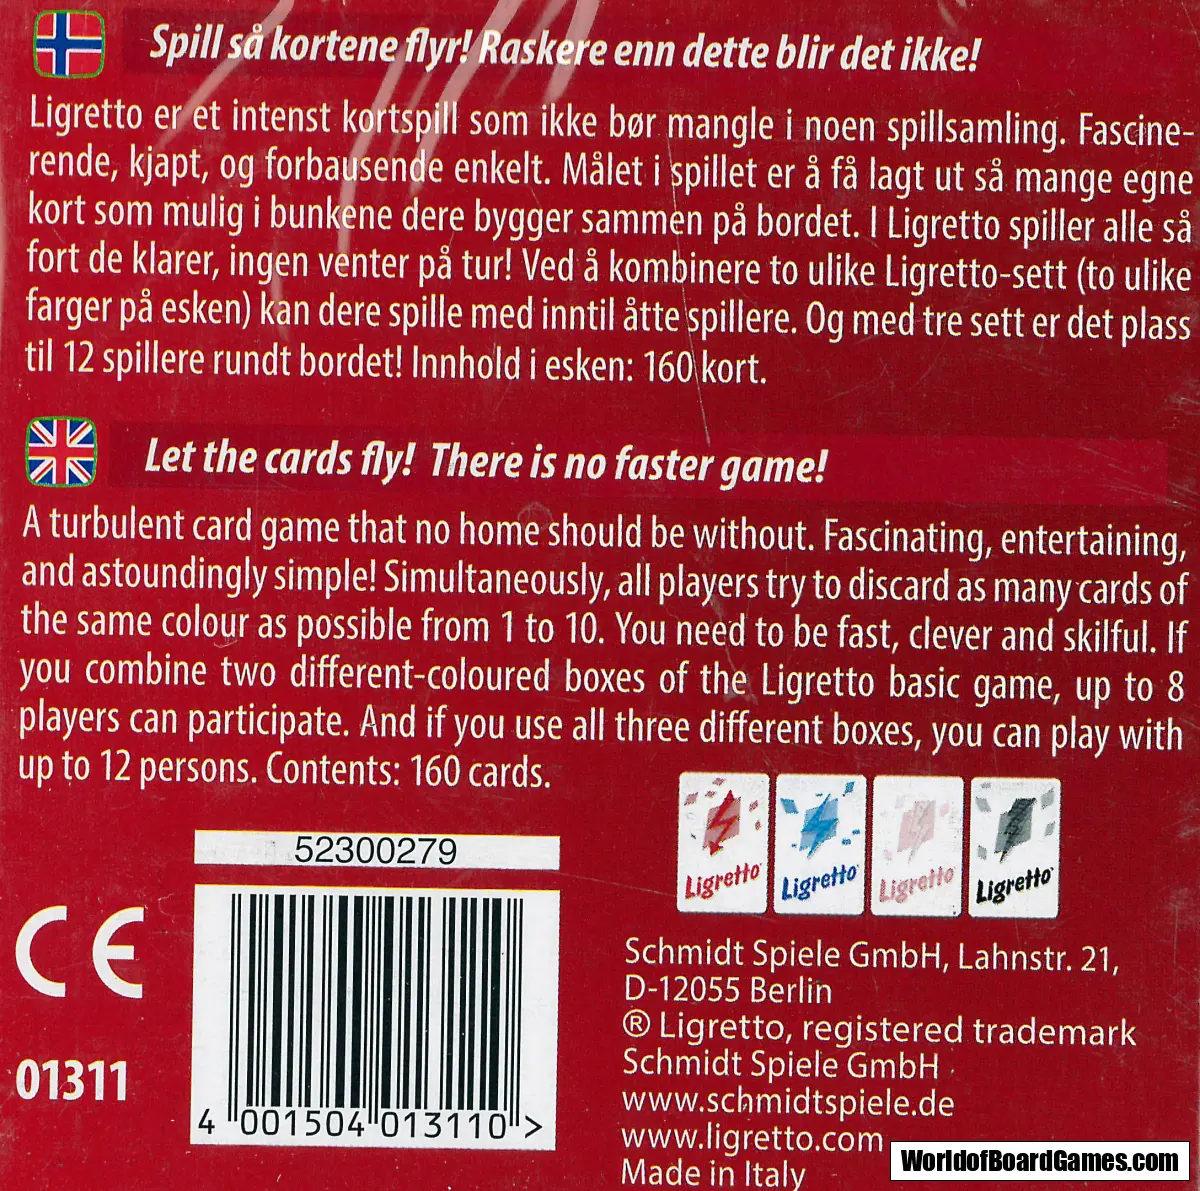 Spill så kortene flyr! Raskere enn dette blir det ikke!
Ligretto er et intenst kortspill som ikke bør mangle i noen spillsamling. Fascine-
rende, kjapt, og forbausende enkelt. Målet i spillet er å få lagt ut så mange egne
kort som mulig i bunkene dere bygger sammen på bordet. I Ligretto spiller alle så
fort de klarer, ingen venter på tur! Ved å kombinere to ulike Ligretto-sett (to ulike
farger på esken) kan dere spille med inntil åtte spillere. Og med tre sett er det plass
til 12 spillere rundt bordet! Innhold i esken: 160 kort.
Let the cards fly! There is no faster game!
A turbulent card game that no home should be without. Fascinating, entertaining,
and astoundingly simple! Simultaneously, all players try to discard as many cards of
the same colour as possible from 1 to 10. You need to be fast, clever and skilful. If
you combine two different-coloured boxes of the Ligretto basic game, up to 8
players can participate. And if you use all three different boxes, you can play with
up to 12 persons. Contents: 160 cards.
Ligretto Ligretto Ligretto Ligretto
52300279
CE
01311
4 001504 013110 >
Schmidt Spiele GmbH, Lahnstr. 21,
D-12055 Berlin
® Ligretto, registered trademark
Schmidt Spiele GmbH
www.schmidtspiele.de
www.ligretto.com
Made in Italy
WorldofBoardGames.com